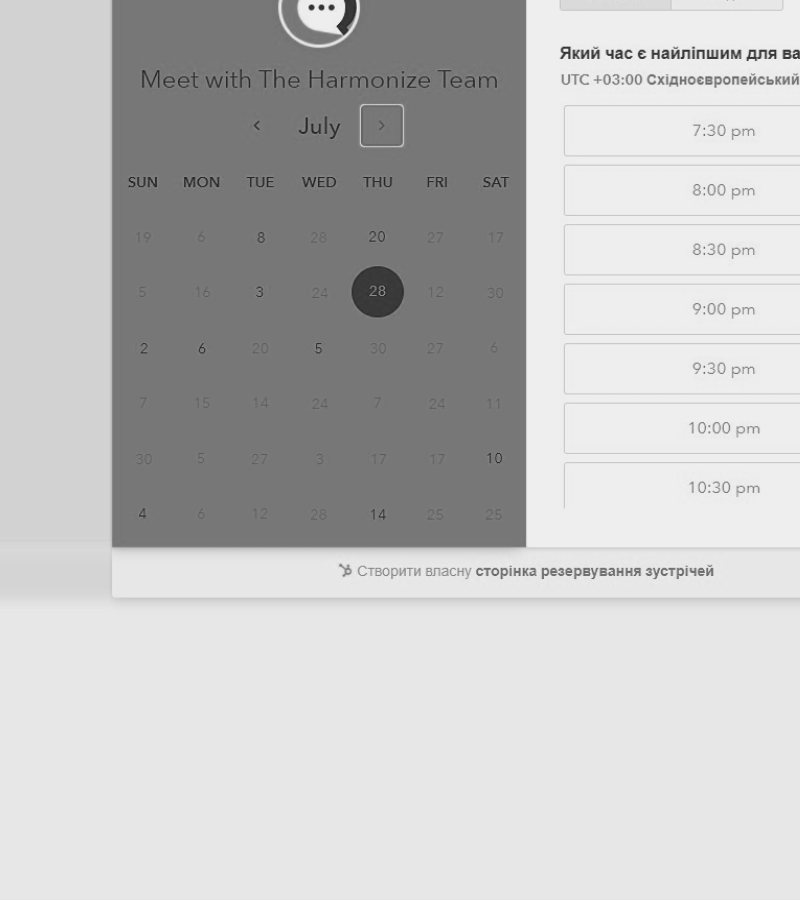 Meet with The Harmonize Team
July
SUN MON TUE WED THU FRI SAT
19 6 8 28 20 27 17
5 16 3 24 28 12 30
2 6 20 5 30 27 6
7 15 14 24 7 24 11
30 5 27 3 17 17 10
4 6 12 28 14 25 25
Який час є найліпшим для ва
UTC +03:00 Східноєвропейський
7:30 pm
8:00 pm
8:30 pm
9:00 pm
9:30 pm
10:00 pm
10:30 pm
Створити власну сторінка резервування зустрічей